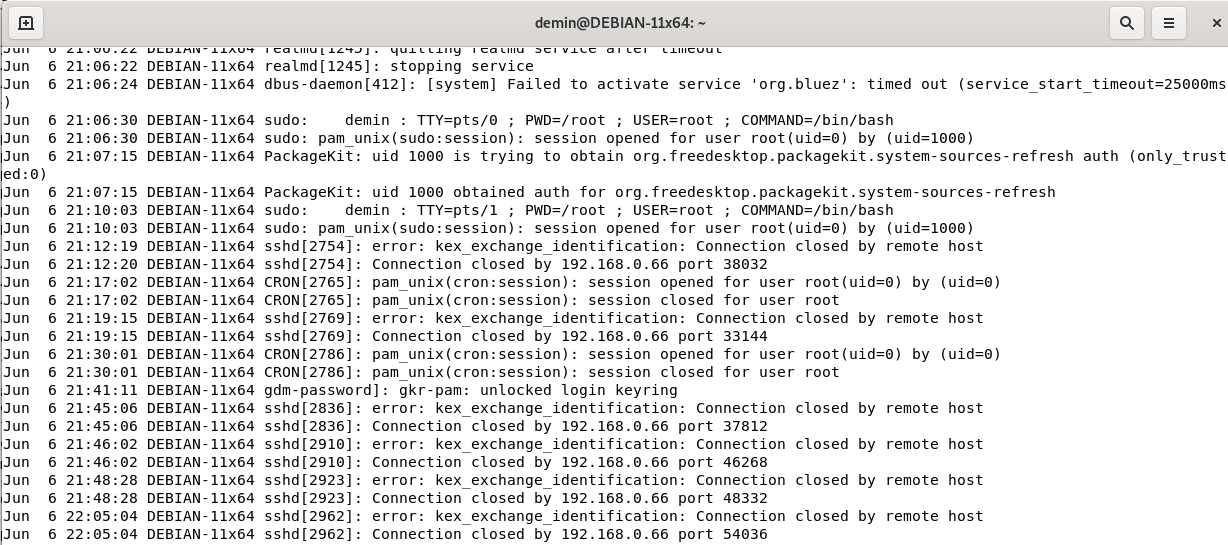 demin@DEBIAN-11x64: ~
Jun  6 21:06:22 DEBIAN-11x64 realmd[1245]: quitting realmd service after timeout
Jun  6 21:06:22 DEBIAN-11x64 realmd[1245]: stopping service
Jun  6 21:06:24 DEBIAN-11x64 dbus-daemon[412]: [system] Failed to activate service 'org.bluez': timed out (service_start_timeout=25000ms
)
Jun  6 21:06:30 DEBIAN-11x64 sudo:    demin : TTY=pts/0 ; PWD=/root ; USER=root ; COMMAND=/bin/bash
Jun  6 21:06:30 DEBIAN-11x64 sudo: pam_unix(sudo:session): session opened for user root(uid=0) by (uid=1000)
Jun  6 21:07:15 DEBIAN-11x64 PackageKit: uid 1000 is trying to obtain org.freedesktop.packagekit.system-sources-refresh auth (only_trust
ed:0)
Jun  6 21:07:15 DEBIAN-11x64 PackageKit: uid 1000 obtained auth for org.freedesktop.packagekit.system-sources-refresh
Jun  6 21:10:03 DEBIAN-11x64 sudo:    demin : TTY=pts/1 ; PWD=/root ; USER=root ; COMMAND=/bin/bash
Jun  6 21:10:03 DEBIAN-11x64 sudo: pam_unix(sudo:session): session opened for user root(uid=0) by (uid=1000)
Jun  6 21:12:19 DEBIAN-11x64 sshd[2754]: error: kex_exchange_identification: Connection closed by remote host
Jun  6 21:12:20 DEBIAN-11x64 sshd[2754]: Connection closed by 192.168.0.66 port 38032
Jun  6 21:17:02 DEBIAN-11x64 CRON[2765]: pam_unix(cron:session): session opened for user root(uid=0) by (uid=0)
Jun  6 21:17:02 DEBIAN-11x64 CRON[2765]: pam_unix(cron:session): session closed for user root
Jun  6 21:19:15 DEBIAN-11x64 sshd[2769]: error: kex_exchange_identification: Connection closed by remote host
Jun  6 21:19:15 DEBIAN-11x64 sshd[2769]: Connection closed by 192.168.0.66 port 33144
Jun  6 21:30:01 DEBIAN-11x64 CRON[2786]: pam_unix(cron:session): session opened for user root(uid=0) by (uid=0)
Jun  6 21:30:01 DEBIAN-11x64 CRON[2786]: pam_unix(cron:session): session closed for user root
Jun  6 21:41:11 DEBIAN-11x64 gdm-password]: gkr-pam: unlocked login keyring
Jun  6 21:45:06 DEBIAN-11x64 sshd[2836]: error: kex_exchange_identification: Connection closed by remote host
Jun  6 21:45:06 DEBIAN-11x64 sshd[2836]: Connection closed by 192.168.0.66 port 37812
Jun  6 21:46:02 DEBIAN-11x64 sshd[2910]: error: kex_exchange_identification: Connection closed by remote host
Jun  6 21:46:02 DEBIAN-11x64 sshd[2910]: Connection closed by 192.168.0.66 port 46268
Jun  6 21:48:28 DEBIAN-11x64 sshd[2923]: error: kex_exchange_identification: Connection closed by remote host
Jun  6 21:48:28 DEBIAN-11x64 sshd[2923]: Connection closed by 192.168.0.66 port 48332
Jun  6 22:05:04 DEBIAN-11x64 sshd[2962]: error: kex_exchange_identification: Connection closed by remote host
Jun  6 22:05:04 DEBIAN-11x64 sshd[2962]: Connection closed by 192.168.0.66 port 54036